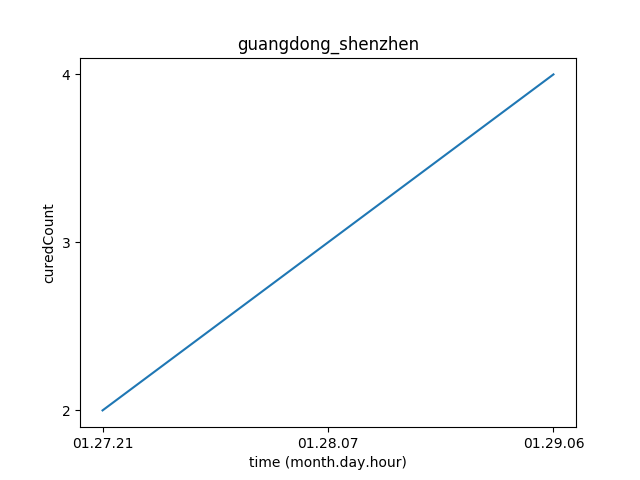 guangdong_shenzhen
4
3
2
curedCount
01.27.21
01.28.07
01.29.06
time (month.day.hour)